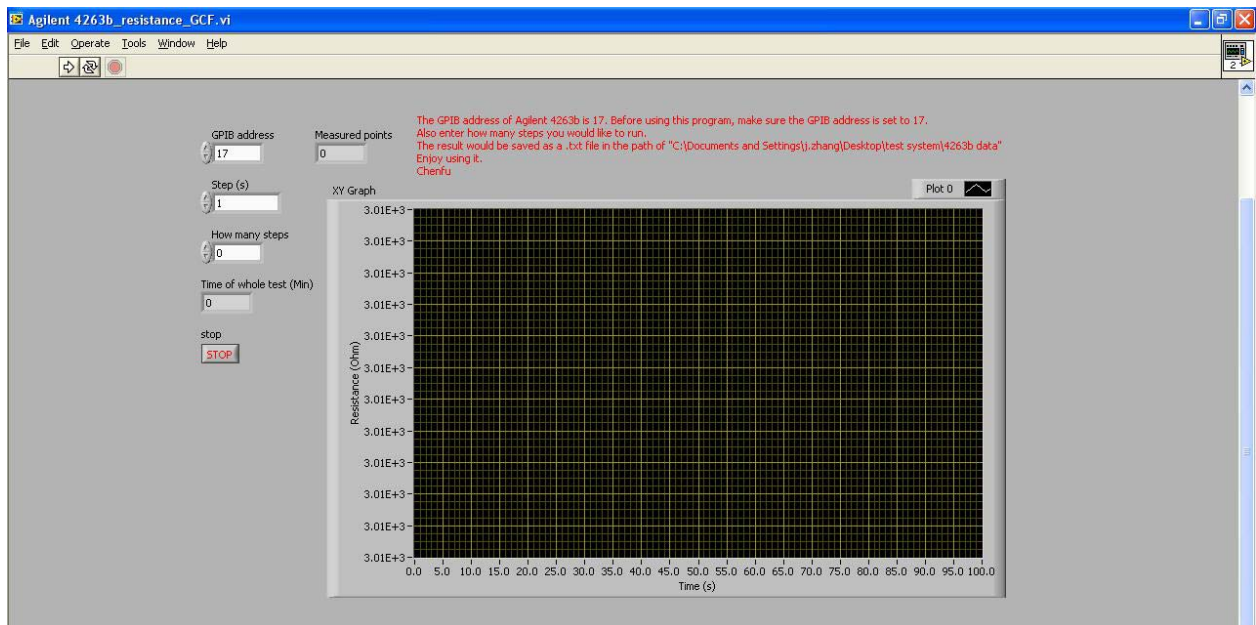 Agilent 4263b_resistance_GCF.vi
File Edit Operate Tools Window Help
2
The GPIB address of Agilent 4263b is 17. Before using this program, make sure the GPIB address is set to 17.
Also enter how many steps you would like to run.
The result would be saved as a .txt file in the path of "C:\Documents and Settings\j.zhang\Desktop\test system\4263b data"
Enjoy using it.
Chenfu
GPIB address
17
Measured points
0
Step (s)
1
How many steps
0
Time of whole test (Min)
0
stop
STOP
XY Graph
Plot 0
3.01E+3
3.01E+3
3.01E+3
3.01E+3
3.01E+3
3.01E+3
3.01E+3
3.01E+3
3.01E+3
3.01E+3
3.01E+3
3.01E+3
Resistance (Ohm)
0.0 5.0 10.0 15.0 20.0 25.0 30.0 35.0 40.0 45.0 50.0 55.0 60.0 65.0 70.0 75.0 80.0 85.0 90.0 95.0 100.0
Time (s)